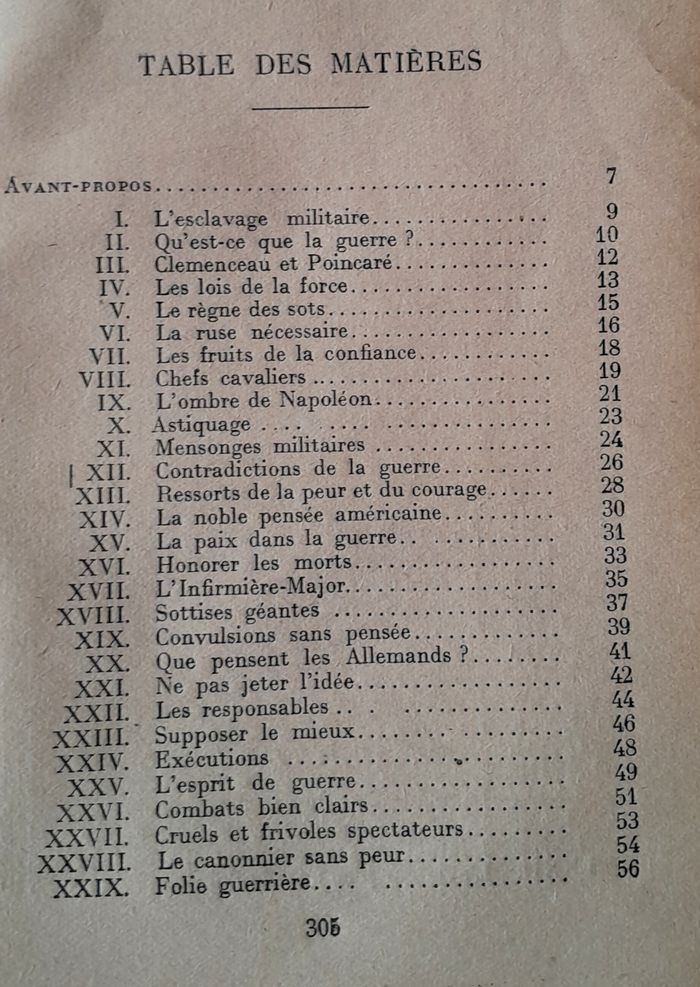 TABLE DES MATIÈRES
AVANT-PROPOS........................................ 7
I. L'esclavage militaire................ 9
II. Qu'est-ce que la guerre ?............ 10
III. Clemenceau et Poincaré.............. 12
IV. Les lois de la force.................. 13
V. Le règne des sots.................... 15
VI. La ruse nécessaire.................. 16
VII. Les fruits de la confiance............ 18
VIII. Chefs cavaliers ..................... 19
IX. L'ombre de Napoléon................ 21
X. Astiquage .... ..... ................ 23
XI. Mensonges militaires ................ 24
XII. Contradictions de la guerre.......... 26
XIII. Ressorts de la peur et du courage...... 28
XIV. La noble pensée américaine.......... 30
XV. La paix dans la guerre.. ........... 31
XVI. Honorer les morts.................. 33
XVII. L'Infirmière-Major................... 35
XVIII. Sottises géantes .................... 37
XIX. Convulsions sans pensée............. 39
XX. Que pensent les Allemands ?........ 41
XXI. Ne pas jeter l'idée.................. 42
XXII. Les responsables .. . .............. 44
XXIII. Supposer le mieux.................. 46
XXIV. Exécutions ........................ 48
XXV. L'esprit de guerre.................. 49
XXVI. Combats bien clairs................. 51
XXVII. Cruels et frivoles spectateurs......... 53
XXVIII. Le canonnier sans peur.............. 54
XXIX. Folie guerrière.... ................. 56
305